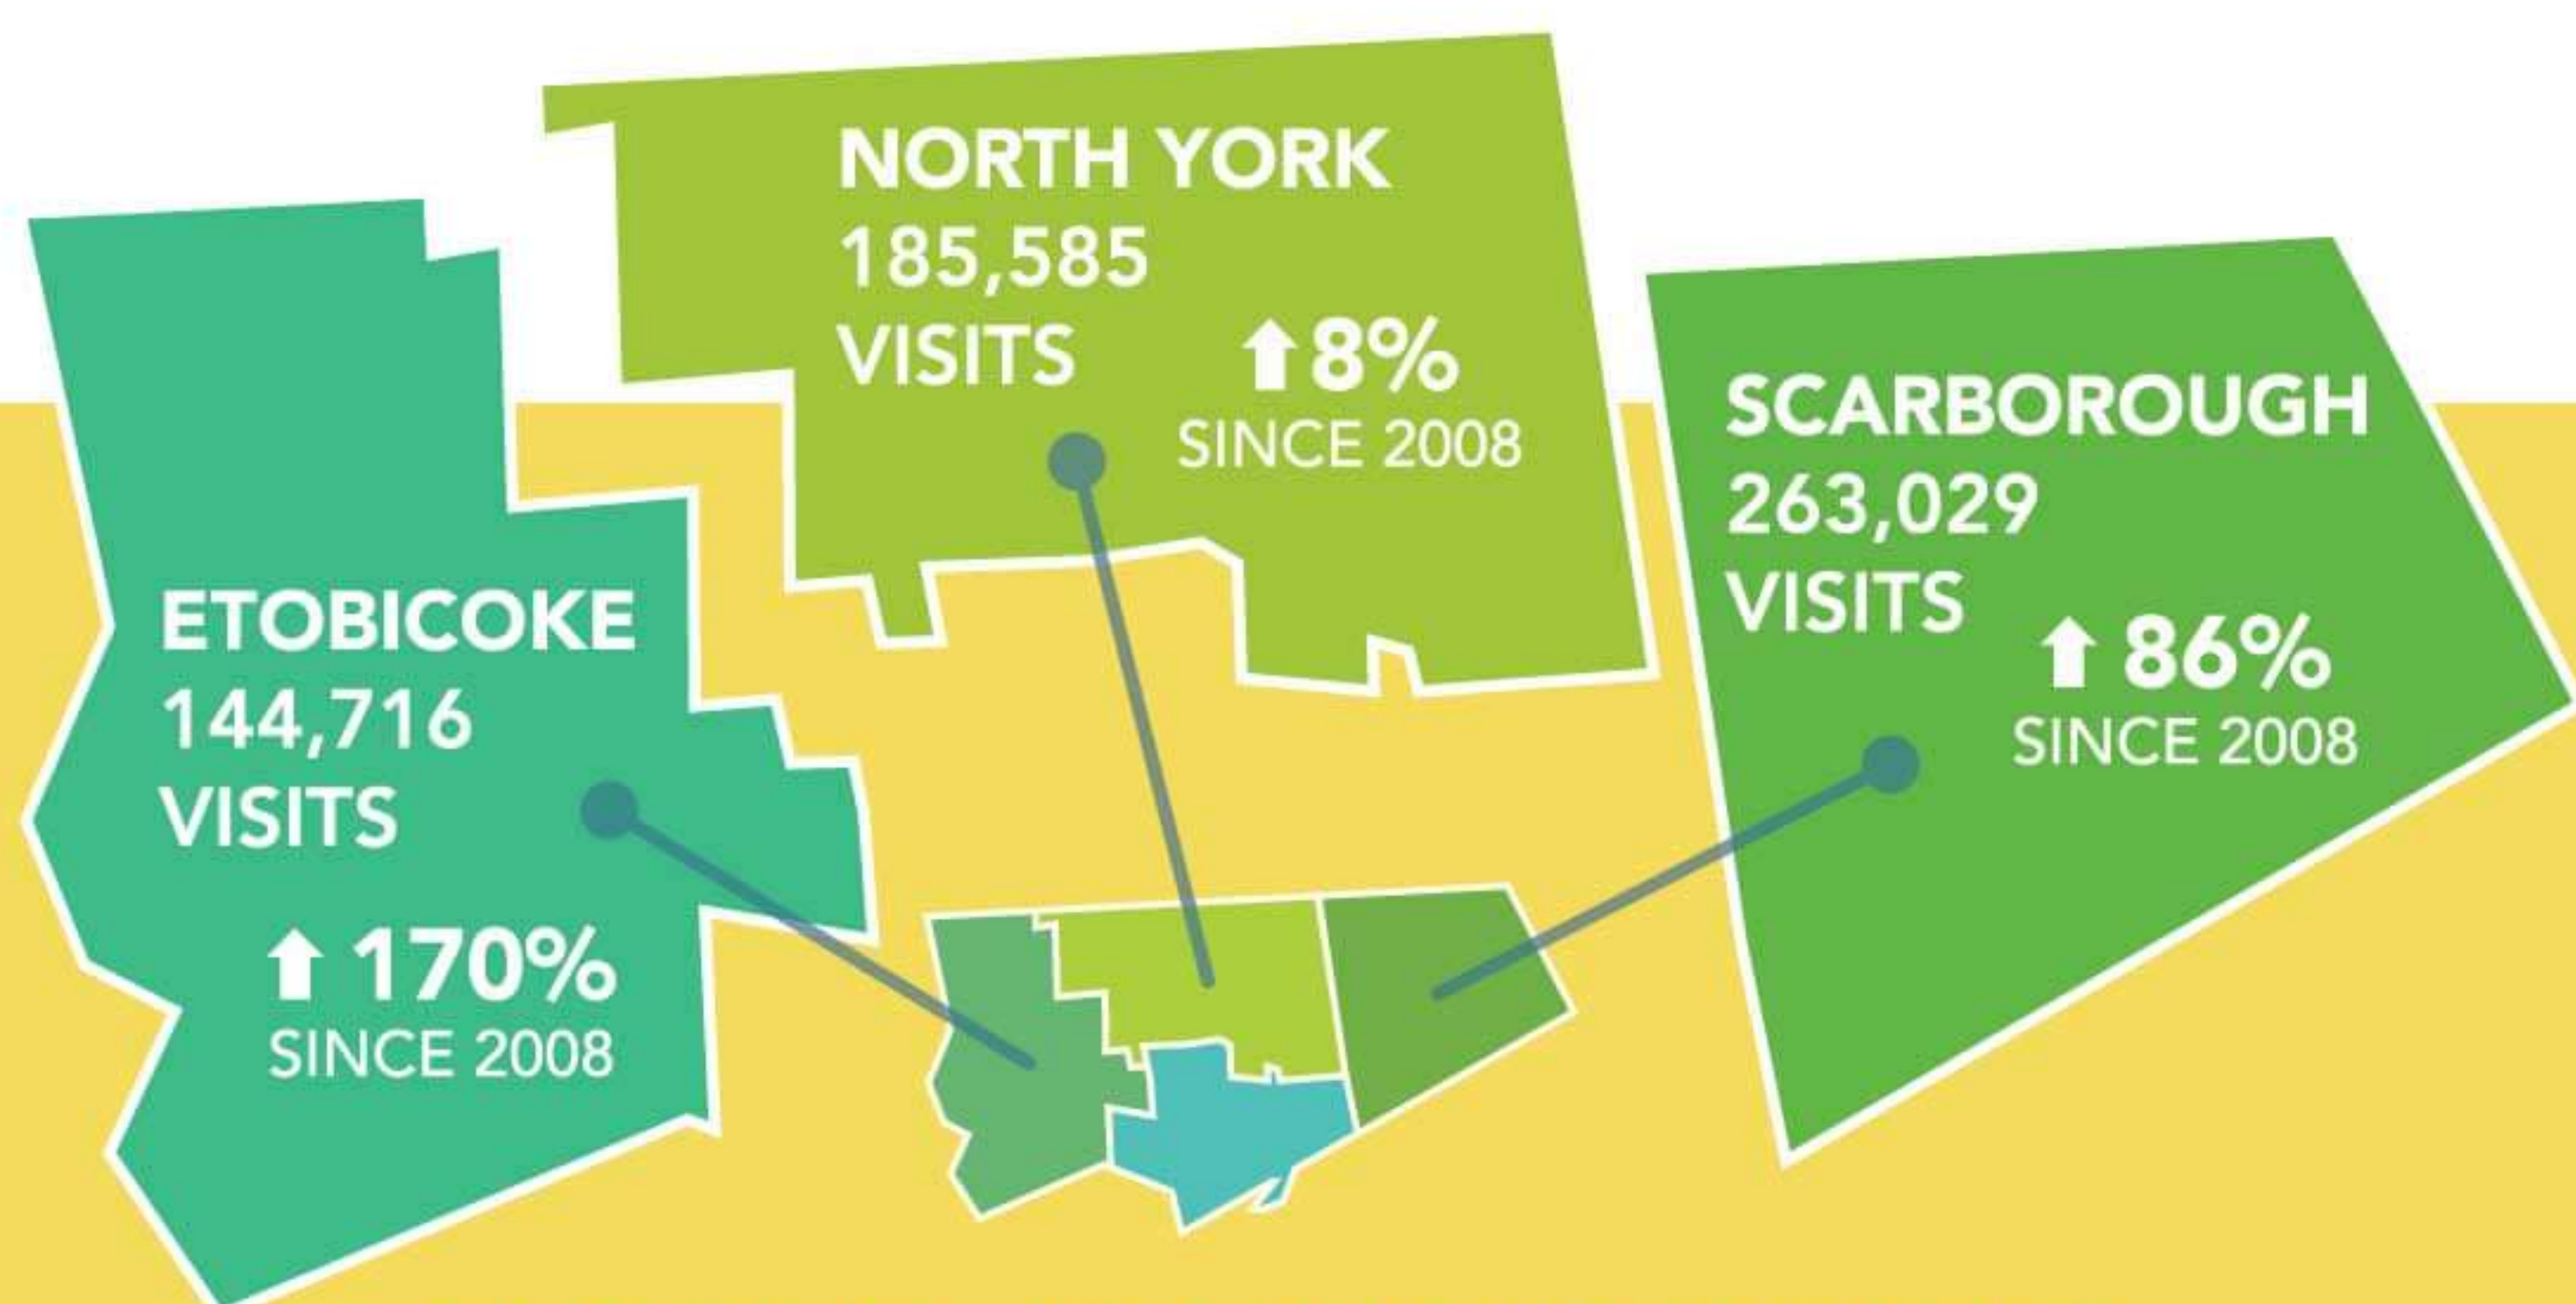 NORTH YORK
185,585
VISITS
↑8%
SINCE 2008
SCARBOROUGH
263,029
VISITS
↑ 86%
SINCE 2008
ETOBICOKE
144,716
VISITS
↑ 170%
SINCE 2008